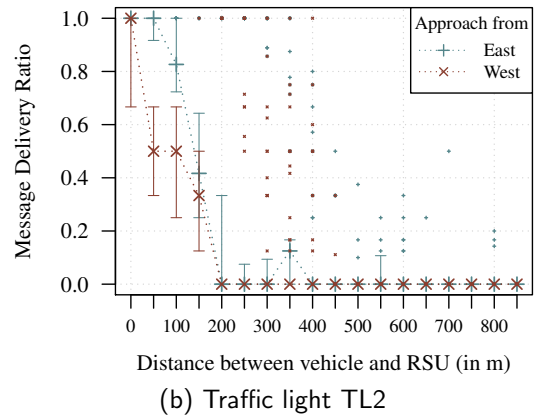 Message Delivery Ratio
1.0
0.8
0.6
0.4
0.2
0.0
Approach from
East
West
0 100 200 300 400 500 600 700 800
Distance between vehicle and RSU (in m)
(b) Traffic light TL2